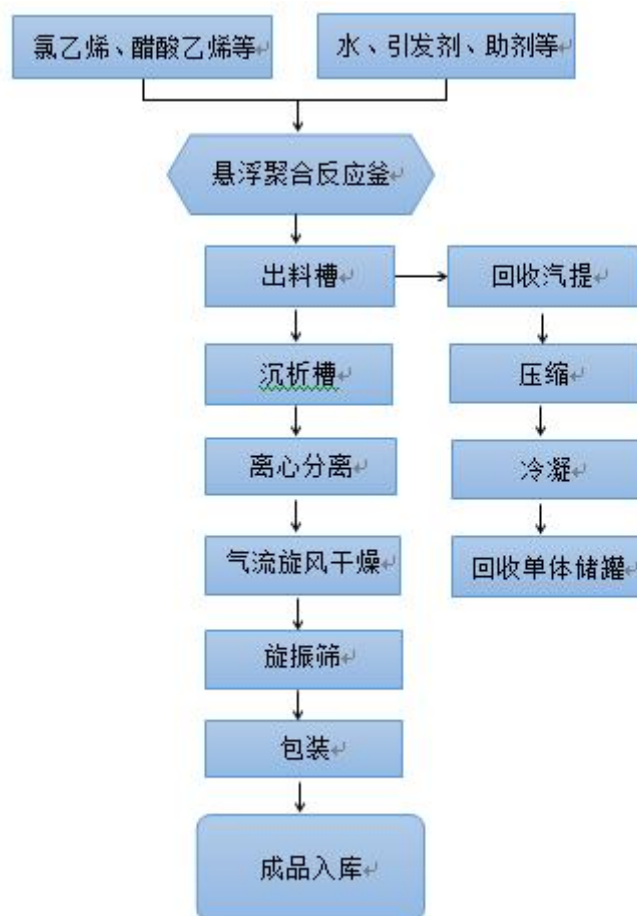 氯乙烯、醋酸乙烯等
水、引发剂、助剂等
悬浮聚合反应釜
出料槽
回收汽提
沉析槽
压缩
离心分离
冷凝
气流旋风干燥
回收单体储罐
旋振筛
包装
成品入库